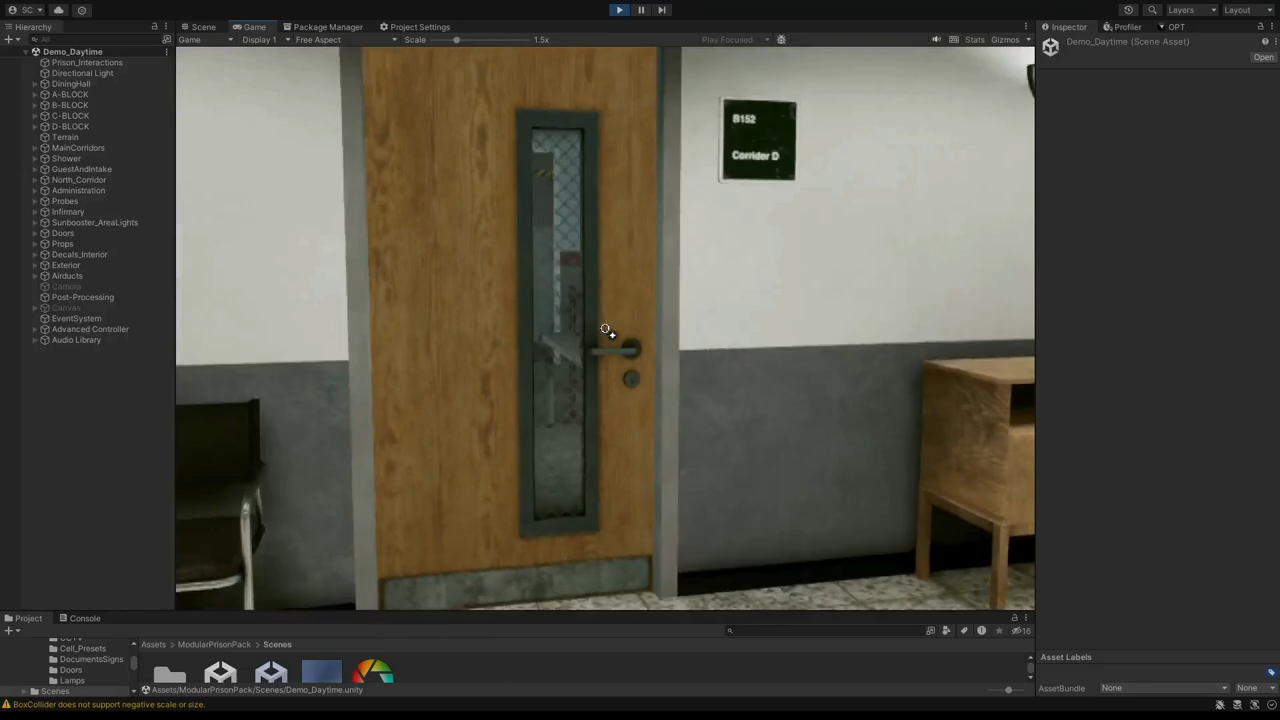 SC
Layers
Layout
Hierarchy
Scene
Game
Package Manager
Project Settings
Inspector
Profiler
OPT
All
Game
Display 1
Free Aspect
Scale
1.5x
Play Focused
Stats
Gizmos
Demo_Daytime (Scene Asset)
Open
Demo_Daytime
Prison_Interactions
Directional Light
DiningHall
A-BLOCK
B-BLOCK
C-BLOCK
D-BLOCK
Terrain
MainCorridors
Shower
GuestAndIntake
North_Corridor
Administration
Probes
Infirmary
Sunbooster_AreaLights
Doors
Props
Decals_Interior
Exterior
Airducts
Camera
Post-Processing
Canvas
EventSystem
Advanced Controller
Audio Library
B152
Corridor D
Project
Console
16
CCTV
Cell_Presets
DocumentsSigns
Doors
Lamps
Scenes
Assets > ModularPrisonPack > Scenes
Assets/ModularPrisonPack/Scenes/Demo_Daytime.unity
Asset Labels
AssetBundle
None
None
BoxCollider does not support negative scale or size.